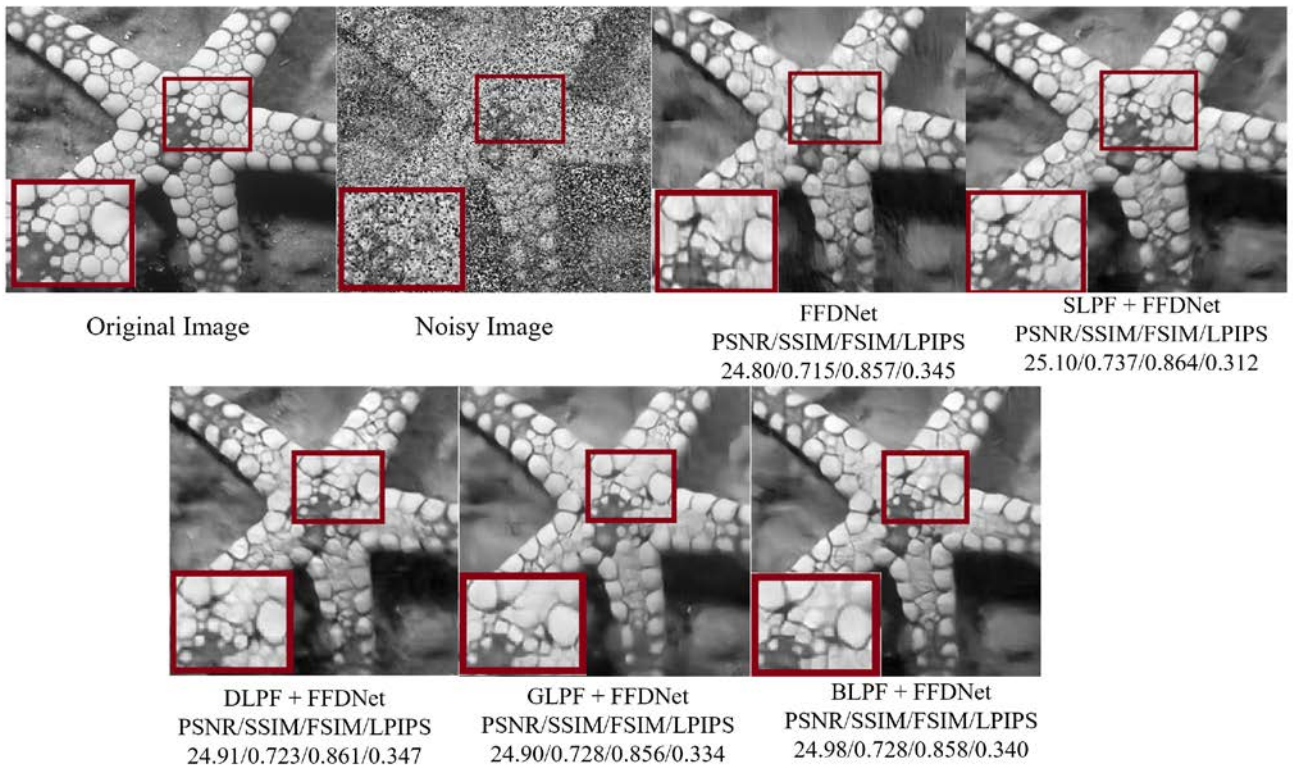 Original Image
Noisy Image
FFDNet
PSNR/SSIM/FSIM/LPIPS
24.80/0.715/0.857/0.345
SLPF + FFDNet
PSNR/SSIM/FSIM/LPIPS
25.10/0.737/0.864/0.312
DLPF + FFDNet
PSNR/SSIM/FSIM/LPIPS
24.91/0.723/0.861/0.347
GLPF + FFDNet
PSNR/SSIM/FSIM/LPIPS
24.90/0.728/0.856/0.334
BLPF + FFDNet
PSNR/SSIM/FSIM/LPIPS
24.98/0.728/0.858/0.340